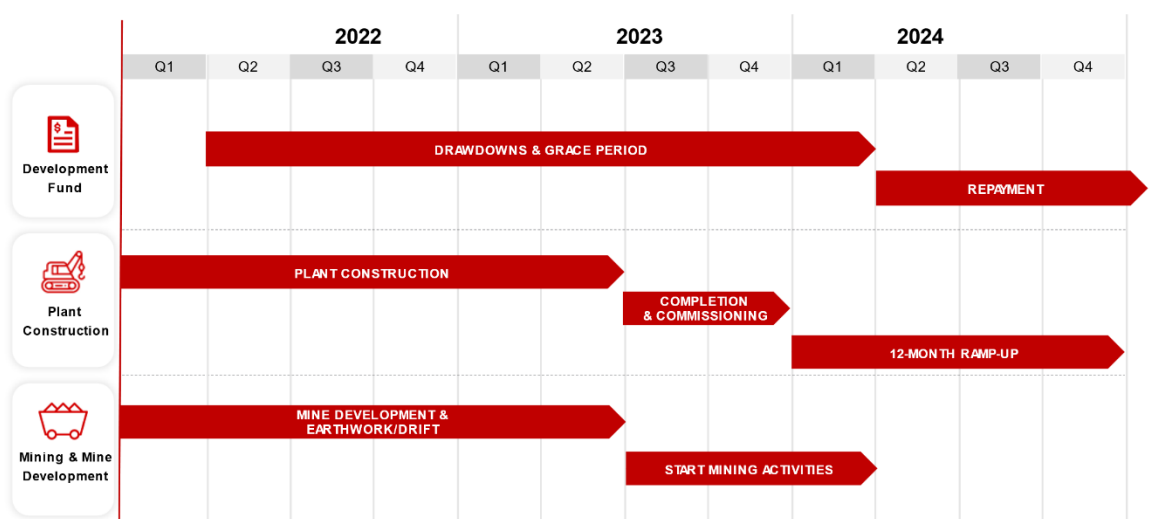 2022 2023 2024
Q1 Q2 Q3 Q4 Q1 Q2 Q3 Q4 Q1 Q2 Q3 Q4
$
Development
Fund
DRAWDOWNS & GRACE PERIOD
REPAYMENT
Plant
Construction
PLANT CONSTRUCTION
COMPLETION
& COMMISSIONING
12-MONTH RAMP-UP
Mining & Mine
Development
MINE DEVELOPMENT &
EARTHWORK/DRIFT
START MINING ACTIVITIES